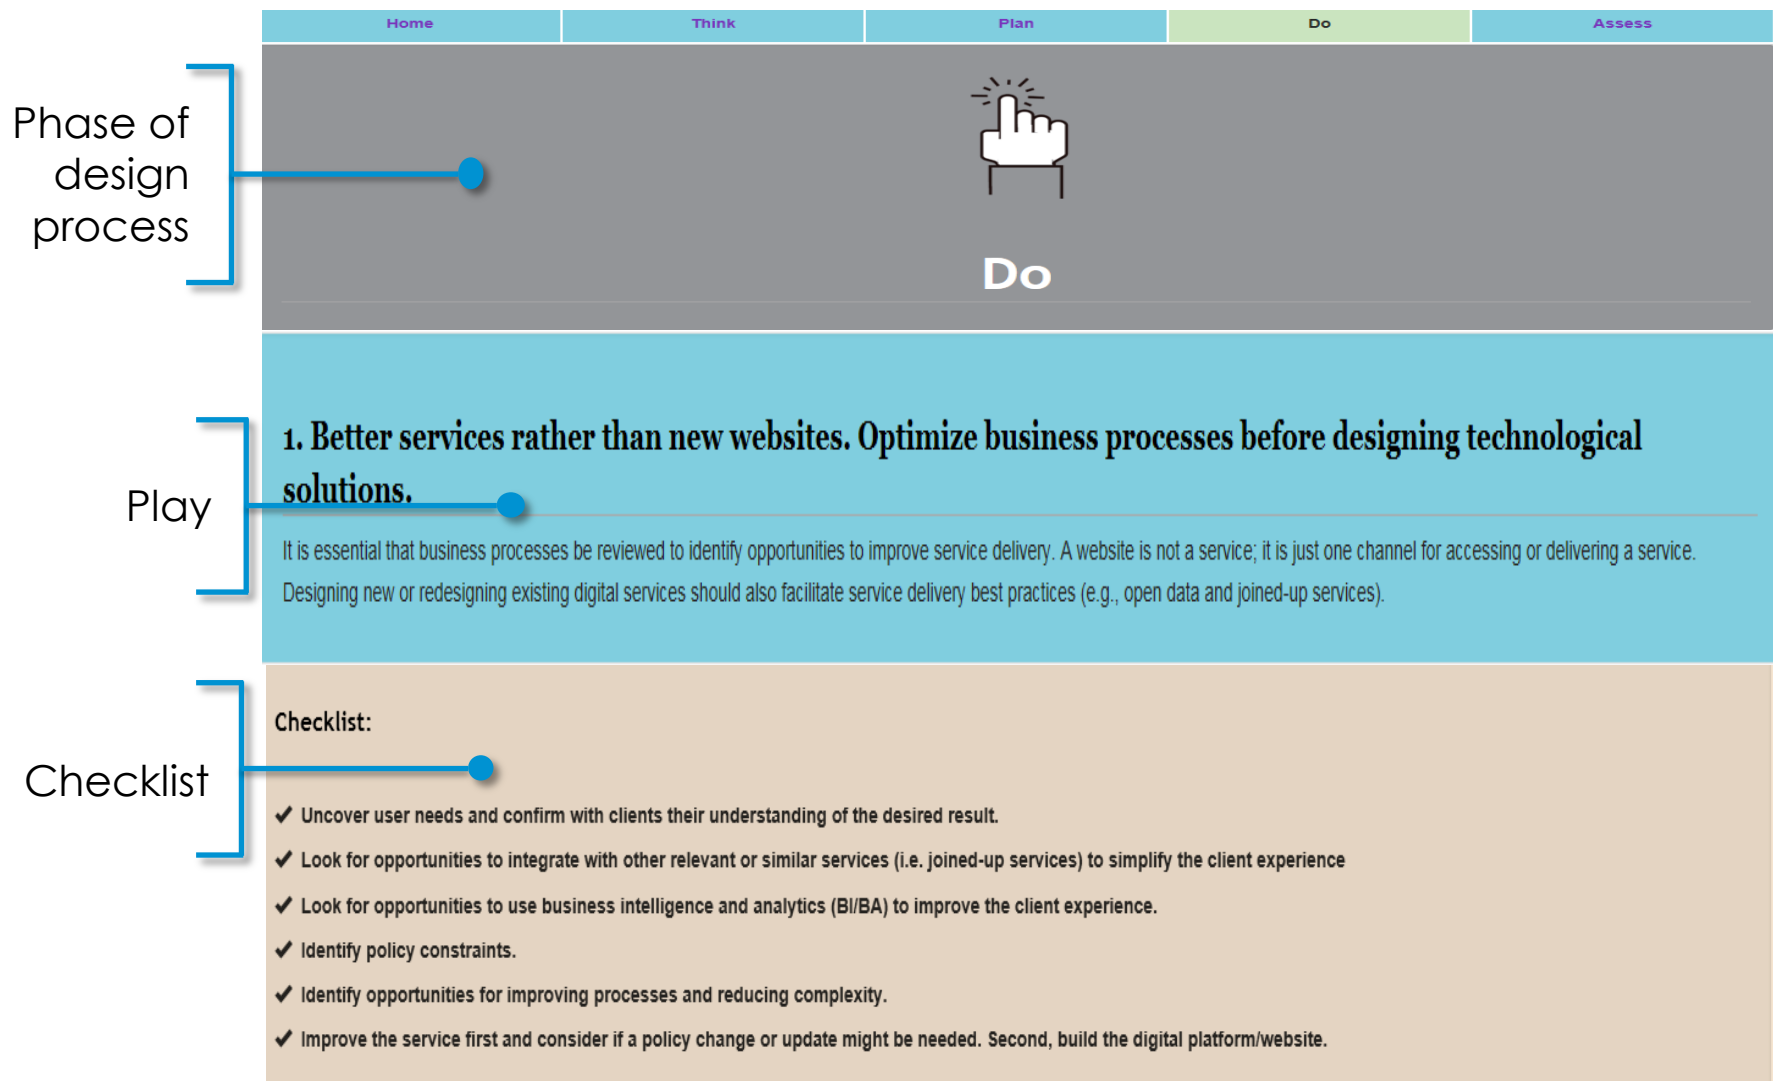 Home Think Plan Do Assess
Phase of
design
process
Do
1. Better services rather than new websites. Optimize business processes before designing technological
solutions.
Play
It is essential that business processes be reviewed to identify opportunities to improve service delivery. A website is not a service; it is just one channel for accessing or delivering a service.
Designing new or redesigning existing digital services should also facilitate service delivery best practices (e.g., open data and joined-up services).
Checklist
Checklist:
✔ Uncover user needs and confirm with clients their understanding of the desired result.
✔ Look for opportunities to integrate with other relevant or similar services (i.e. joined-up services) to simplify the client experience
✔ Look for opportunities to use business intelligence and analytics (BI/BA) to improve the client experience.
✔ Identify policy constraints.
✔ Identify opportunities for improving processes and reducing complexity.
✔ Improve the service first and consider if a policy change or update might be needed. Second, build the digital platform/website.